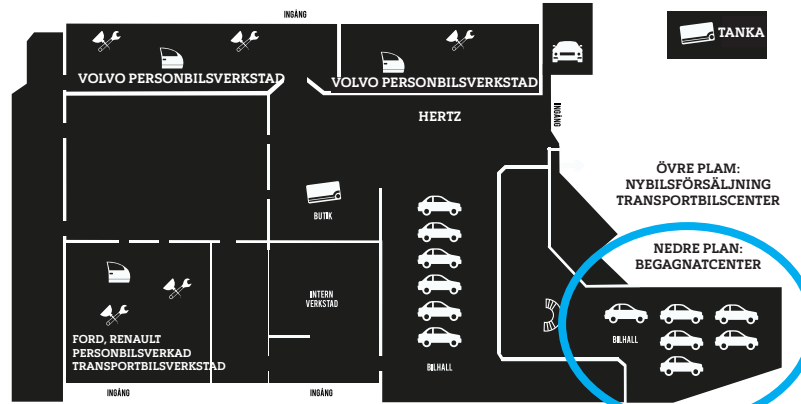 INGÅNG
TANKA
VOLVO PERSONBILSVERKSTAD
VOLVO PERSONBILSVERKSTAD
HERTZ
INGÅNG
ÖVRE PLAM:
NYBILSFÖRSÄLJNING
TRANSPORTBILSCENTER
BUTIK
NEDRE PLAN:
BEGAGNATCENTER
INTERN
VERKSTAD
FORD, RENAULT
PERSONBILSVERKAD
TRANSPORTBILSVERKSTAD
BILHALL
BILHALL
INGÅNG
INGÅNG